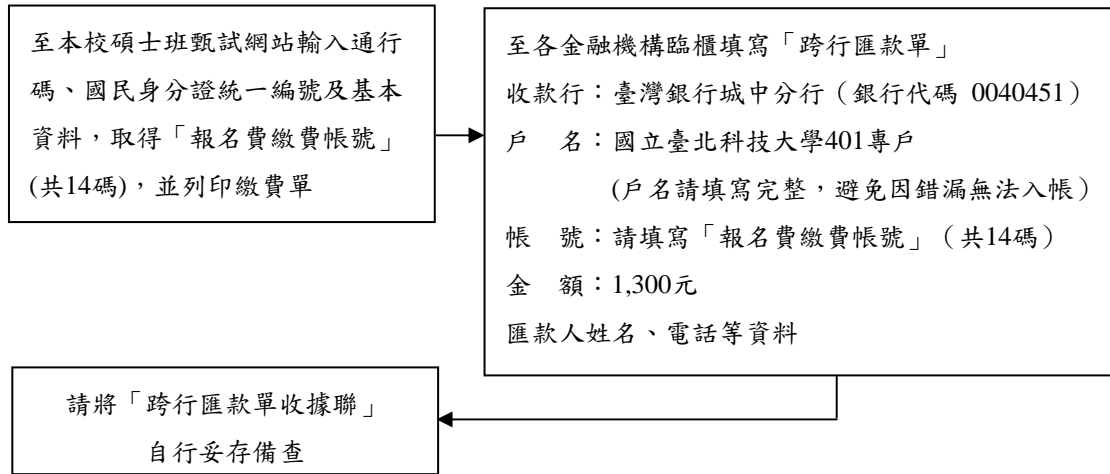 至本校碩士班甄試網站輸入通行
碼、國民身分證統一編號及基本
資料，取得「報名費繳費帳號」
(共14碼)，並列印繳費單
至各金融機構臨櫃填寫「跨行匯款單」
收款行：臺灣銀行城中分行（銀行代碼 0040451）
戶　名：國立臺北科技大學401專戶
(戶名請填寫完整，避免因錯漏無法入帳）
帳　號：請填寫「報名費繳費帳號」（共14碼）
金　額：1,300元
匯款人姓名、電話等資料
請將「跨行匯款單收據聯」
自行妥存備查